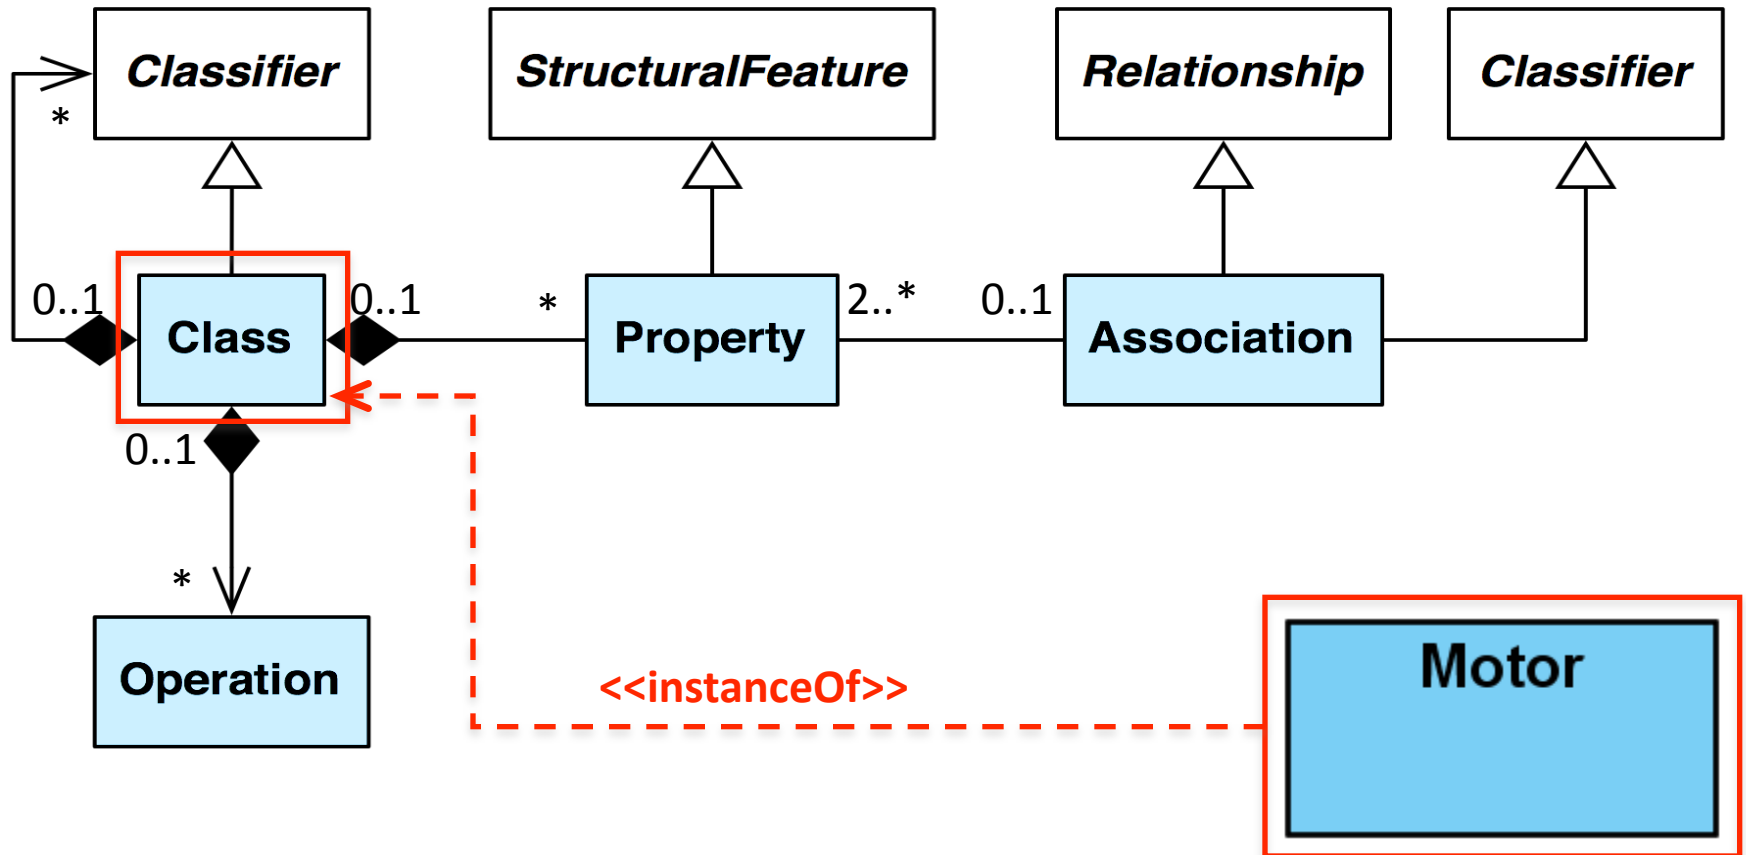 Classifier
StructuralFeature
Relationship
Classifier
*
0..1
Class
0..1
*
Property
2..*
0..1
Association
0..1
*
Operation
<<instanceOf>>
Motor